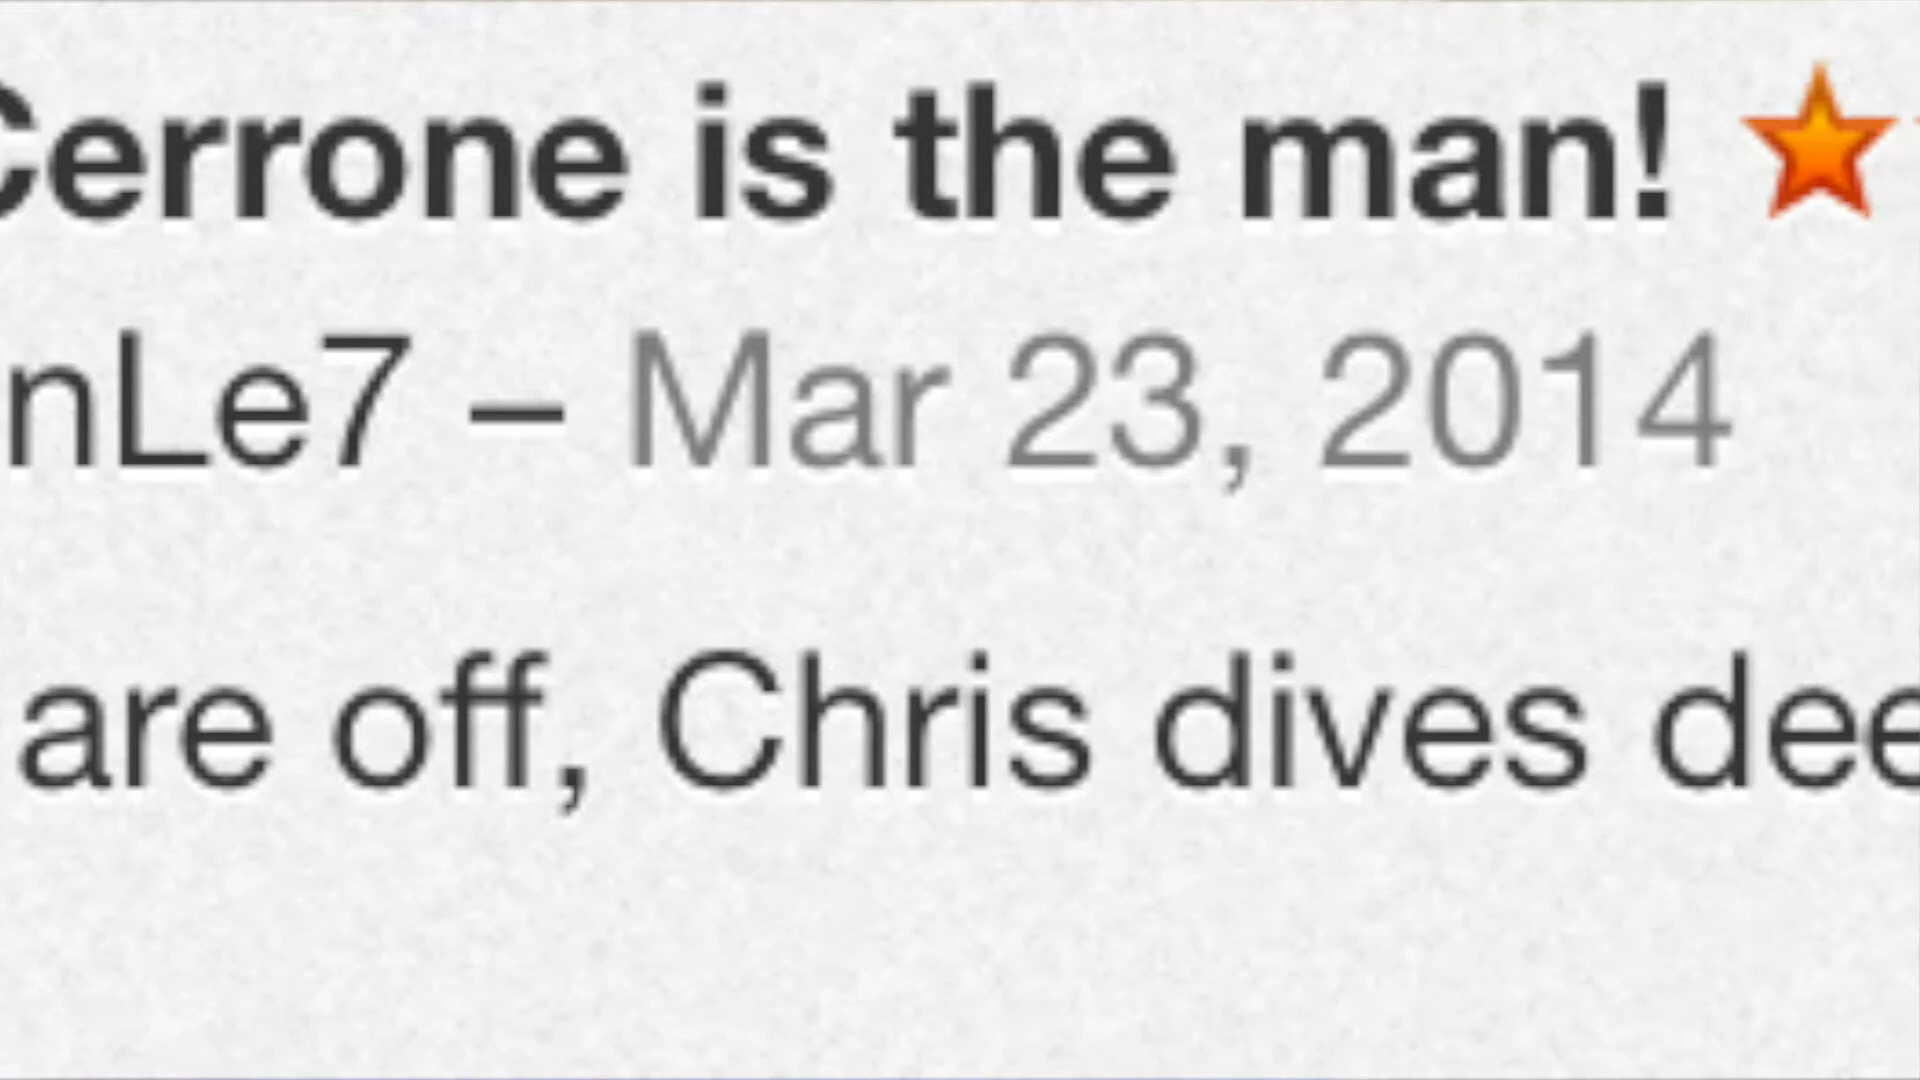 Cerrone is the man!
nLe7 – Mar 23, 2014
are off, Chris dives dee